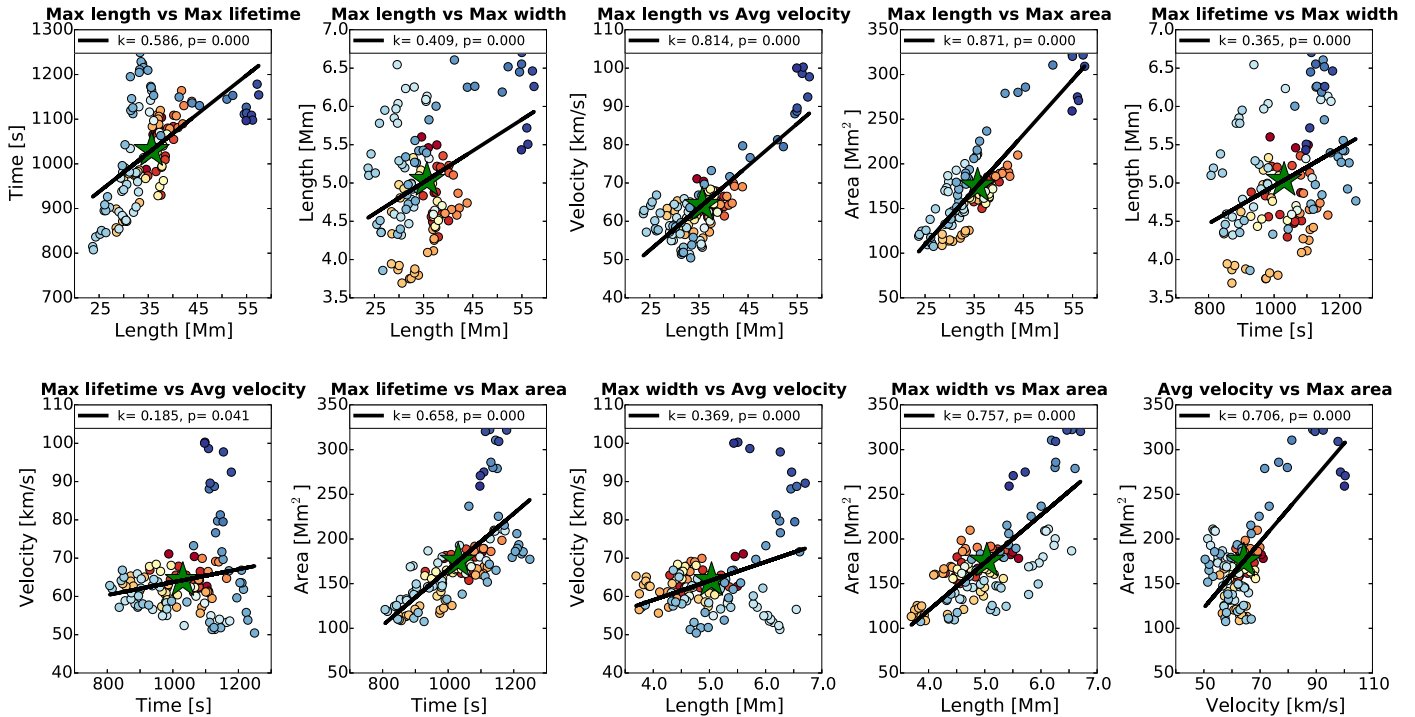 Max length vs Max lifetime
k= 0.586, p= 0.000
1300
1200
1100
1000
900
800
700
Time [s]
25 35 45 55
Length [Mm]
Max length vs Max width
k= 0.409, p= 0.000
7.0
6.5
6.0
5.5
5.0
4.5
4.0
3.5
Length [Mm]
25 35 45 55
Length [Mm]
Max length vs Avg velocity
k= 0.814, p= 0.000
110
100
90
80
70
60
50
40
Velocity [km/s]
25 35 45 55
Length [Mm]
Max length vs Max area
k= 0.871, p= 0.000
350
300
250
200
150
100
50
Area [Mm² ]
25 35 45 55
Length [Mm]
Max lifetime vs Max width
k= 0.365, p= 0.000
7.0
6.5
6.0
5.5
5.0
4.5
4.0
3.5
Length [Mm]
800 1000 1200
Time [s]
Max lifetime vs Avg velocity
k= 0.185, p= 0.041
110
100
90
80
70
60
50
40
Velocity [km/s]
800 1000 1200
Time [s]
Max lifetime vs Max area
k= 0.658, p= 0.000
350
300
250
200
150
100
50
Area [Mm² ]
800 1000 1200
Time [s]
Max width vs Avg velocity
k= 0.369, p= 0.000
110
100
90
80
70
60
50
40
Velocity [km/s]
4.0 5.0 6.0 7.0
Length [Mm]
Max width vs Max area
k= 0.757, p= 0.000
350
300
250
200
150
100
50
Area [Mm² ]
4.0 5.0 6.0 7.0
Length [Mm]
Avg velocity vs Max area
k= 0.706, p= 0.000
350
300
250
200
150
100
50
Area [Mm² ]
50 70 90 110
Velocity [km/s]